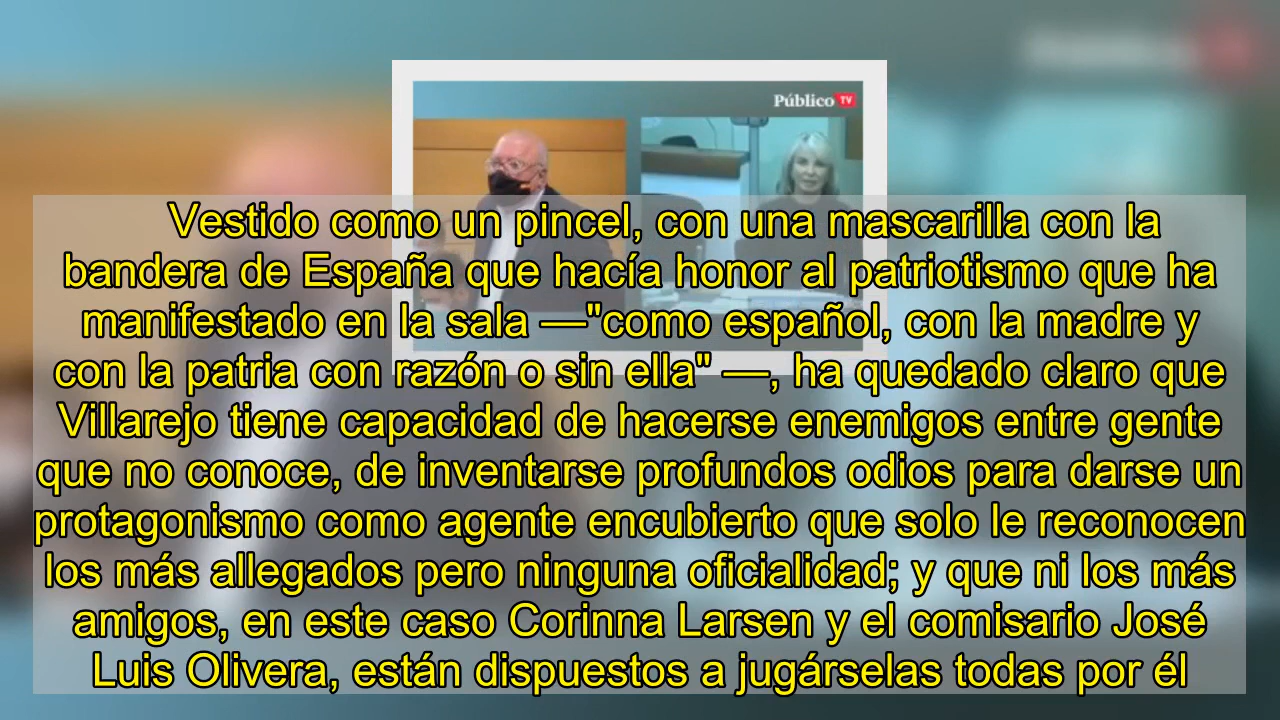 Público TV
Vestido como un pincel, con una mascarilla con la
bandera de España que hacía honor al patriotismo que ha
manifestado en la sala —"como español, con la madre y
con la patria con razón o sin ella" —, ha quedado claro que
Villarejo tiene capacidad de hacerse enemigos entre gente
que no conoce, de inventarse profundos odios para darse un
protagonismo como agente encubierto que solo le reconocen
los más allegados pero ninguna oficialidad; y que ni los más
amigos, en este caso Corinna Larsen y el comisario José
Luis Olivera, están dispuestos a jugárselas todas por él